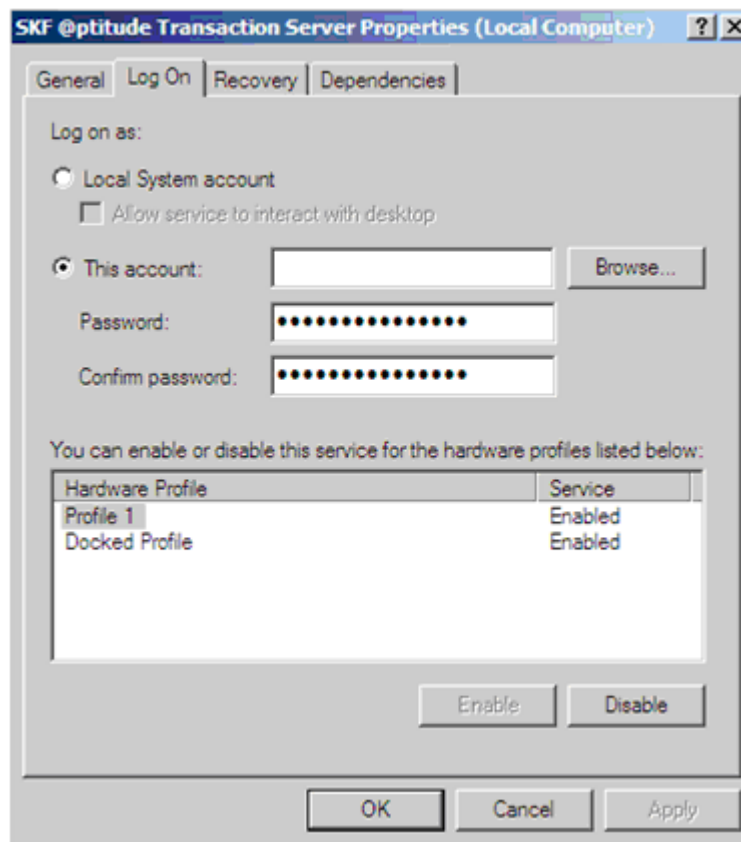 SKF @ptitude Transaction Server Properties (Local Computer) ? X
General Log On Recovery Dependencies
Log on as:
Local System account
Allow service to interact with desktop
This account: Browse...
Password: •••••••••••••••
Confirm password: •••••••••••••••
You can enable or disable this service for the hardware profiles listed below:
Hardware Profile Service
Profile 1 Enabled
Docked Profile Enabled
Enable Disable
OK Cancel Apply